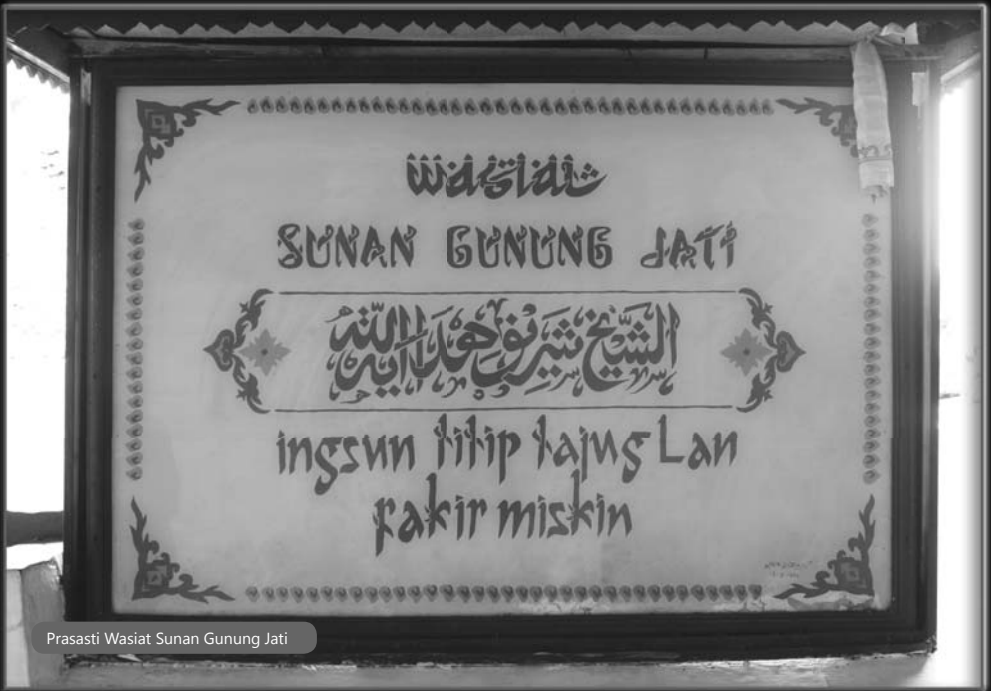 wasiat
SUNAN GUNUNG JATI
الشيخ شريف هداية الله
ingsun titip tajug Lan
fakir miskin
Prasasti Wasiat Sunan Gunung Jati